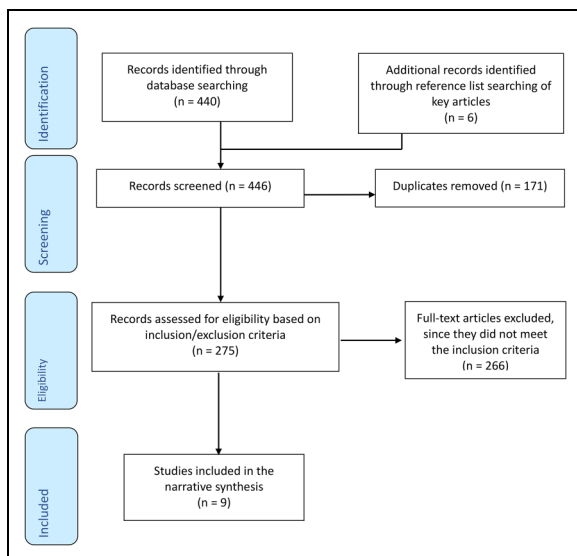 Identification
Records identified through
database searching
(n = 440)
Additional records identified
through reference list searching of
key articles
(n = 6)
Screening
Records screened (n = 446)
Duplicates removed (n = 171)
Eligibility
Records assessed for eligibility based on
inclusion/exclusion criteria
(n = 275)
Full-text articles excluded,
since they did not meet
the inclusion criteria
(n = 266)
Included
Studies included in the
narrative synthesis
(n = 9)